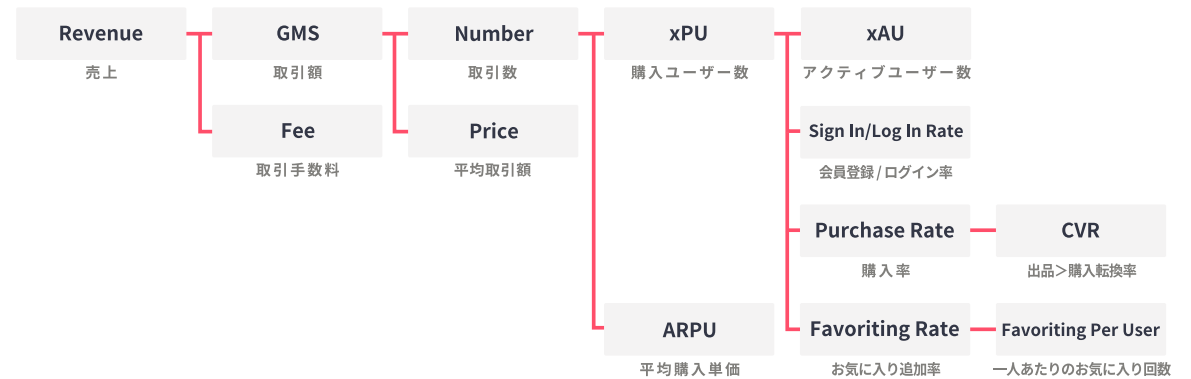 Revenue
売上
GMS
取引額
Number
取引数
xPU
購入ユーザー数
xAU
アクティブユーザー数
Fee
取引手数料
Price
平均取引額
Sign In/Log In Rate
会員登録 / ログイン率
Purchase Rate
購入率
CVR
出品＞購入転換率
ARPU
平均購入単価
Favoriting Rate
お気に入り追加率
Favoriting Per User
一人あたりのお気に入り回数